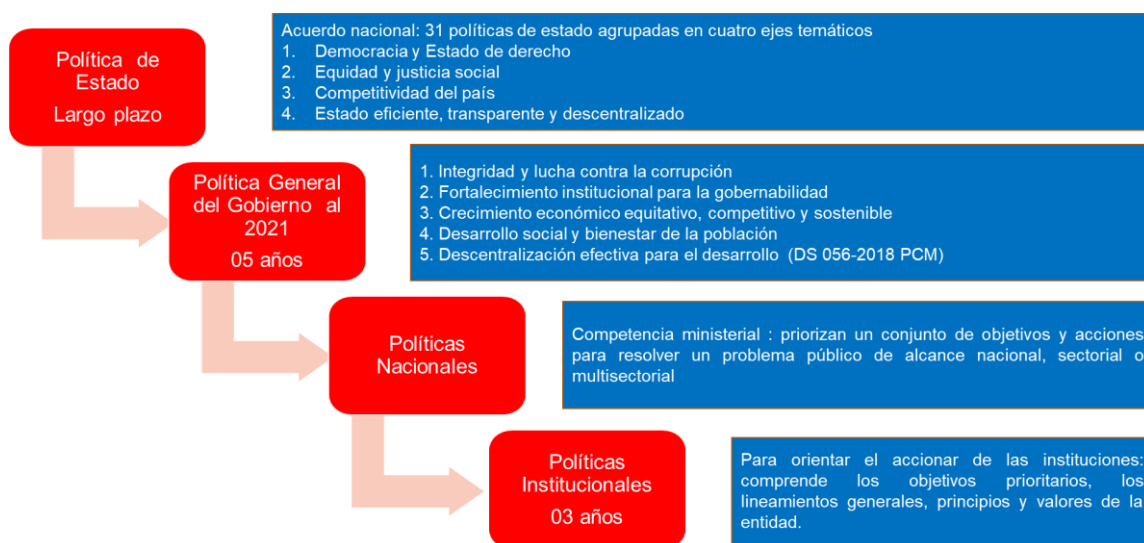 Política de
Estado
Largo plazo
Acuerdo nacional: 31 políticas de estado agrupadas en cuatro ejes temáticos
1. Democracia y Estado de derecho
2. Equidad y justicia social
3. Competitividad del país
4. Estado eficiente, transparente y descentralizado
Política General
del Gobierno al
2021
05 años
1. Integridad y lucha contra la corrupción
2. Fortalecimiento institucional para la gobernabilidad
3. Crecimiento económico equitativo, competitivo y sostenible
4. Desarrollo social y bienestar de la población
5. Descentralización efectiva para el desarrollo (DS 056-2018 PCM)
Políticas
Nacionales
Competencia ministerial : priorizan un conjunto de objetivos y acciones
para resolver un problema público de alcance nacional, sectorial o
multisectorial
Políticas
Institucionales
03 años
Para orientar el accionar de las instituciones:
comprende los objetivos prioritarios, los
lineamientos generales, principios y valores de la
entidad.